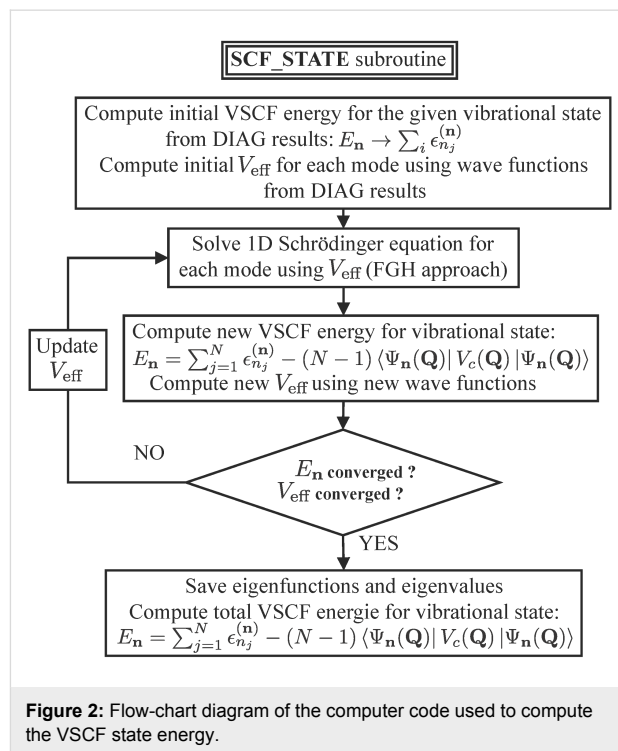 SCF_STATE subroutine
Compute initial VSCF energy for the given vibrational state
from DIAG results: E_n → ∑_i ϵ_{n_j}^{(n)}
Compute initial V_eff for each mode using wave functions
from DIAG results
Solve 1D Schrödinger equation for
each mode using V_eff (FGH approach)
Update
V_eff
Compute new VSCF energy for vibrational state:
E_n = ∑_{j=1}^{N} ϵ_{n_j}^{(n)} − (N − 1) ⟨Ψ_n(Q)| V_c(Q) |Ψ_n(Q)⟩
Compute new V_eff using new wave functions
NO
E_n converged ?
V_eff converged ?
YES
Save eigenfunctions and eigenvalues
Compute total VSCF energie for vibrational state:
E_n = ∑_{j=1}^{N} ϵ_{n_j}^{(n)} − (N − 1) ⟨Ψ_n(Q)| V_c(Q) |Ψ_n(Q)⟩
Figure 2: Flow-chart diagram of the computer code used to compute
the VSCF state energy.